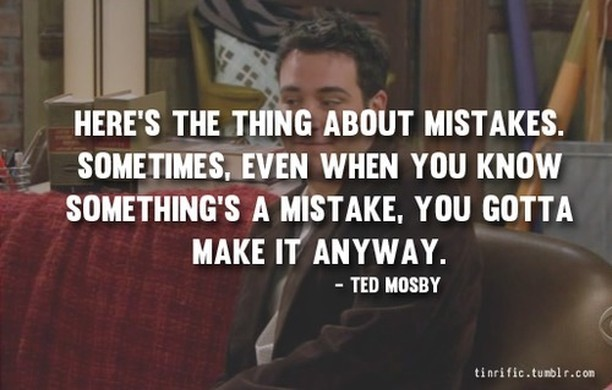 HERE'S THE THING ABOUT MISTAKES.
SOMETIMES, EVEN WHEN YOU KNOW
SOMETHING'S A MISTAKE, YOU GOTTA
MAKE IT ANYWAY.
- TED MOSBY
tinrific.tumblr.com